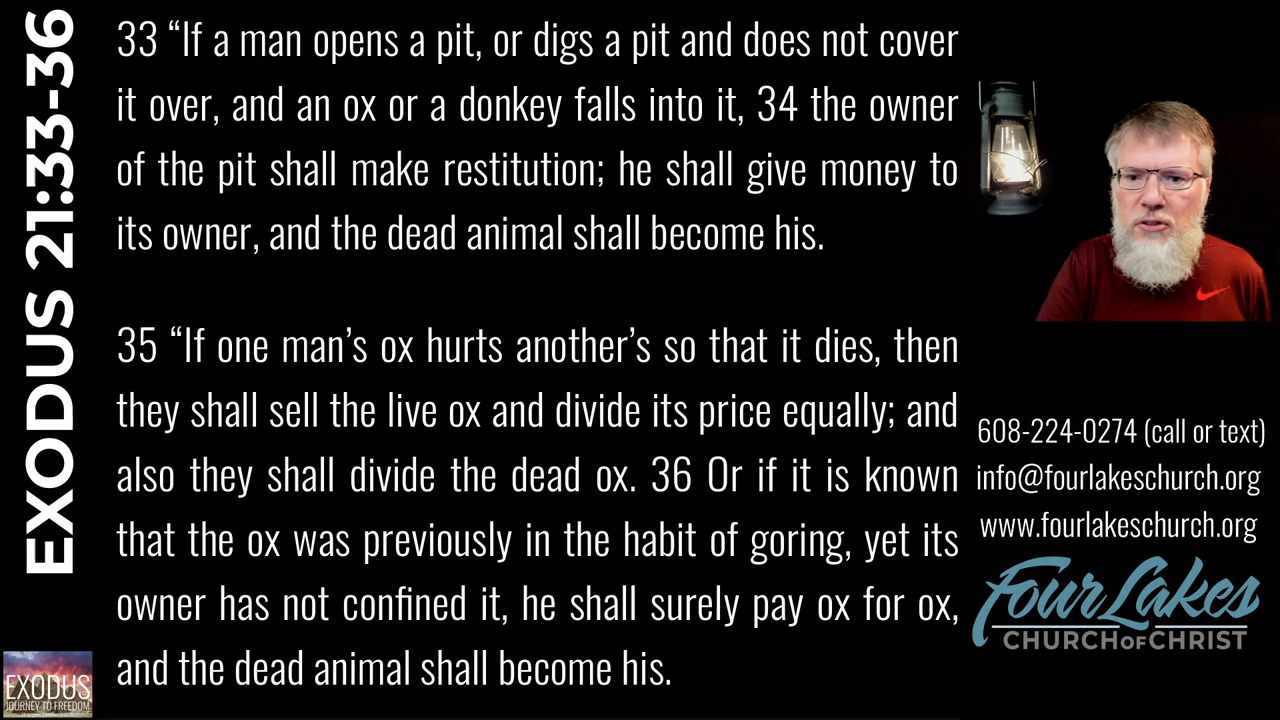 EXODUS 21:33-36
33 “If a man opens a pit, or digs a pit and does not cover
it over, and an ox or a donkey falls into it, 34 the owner
of the pit shall make restitution; he shall give money to
its owner, and the dead animal shall become his.
35 “If one man’s ox hurts another’s so that it dies, then
they shall sell the live ox and divide its price equally; and
also they shall divide the dead ox. 36 Or if it is known
that the ox was previously in the habit of goring, yet its
owner has not confined it, he shall surely pay ox for ox,
and the dead animal shall become his.
608-224-0274 (call or text)
info@fourlakeschurch.org
www.fourlakeschurch.org
Four Lakes
CHURCH OF CHRIST
EXODUS
JOURNEY TO FREEDOM